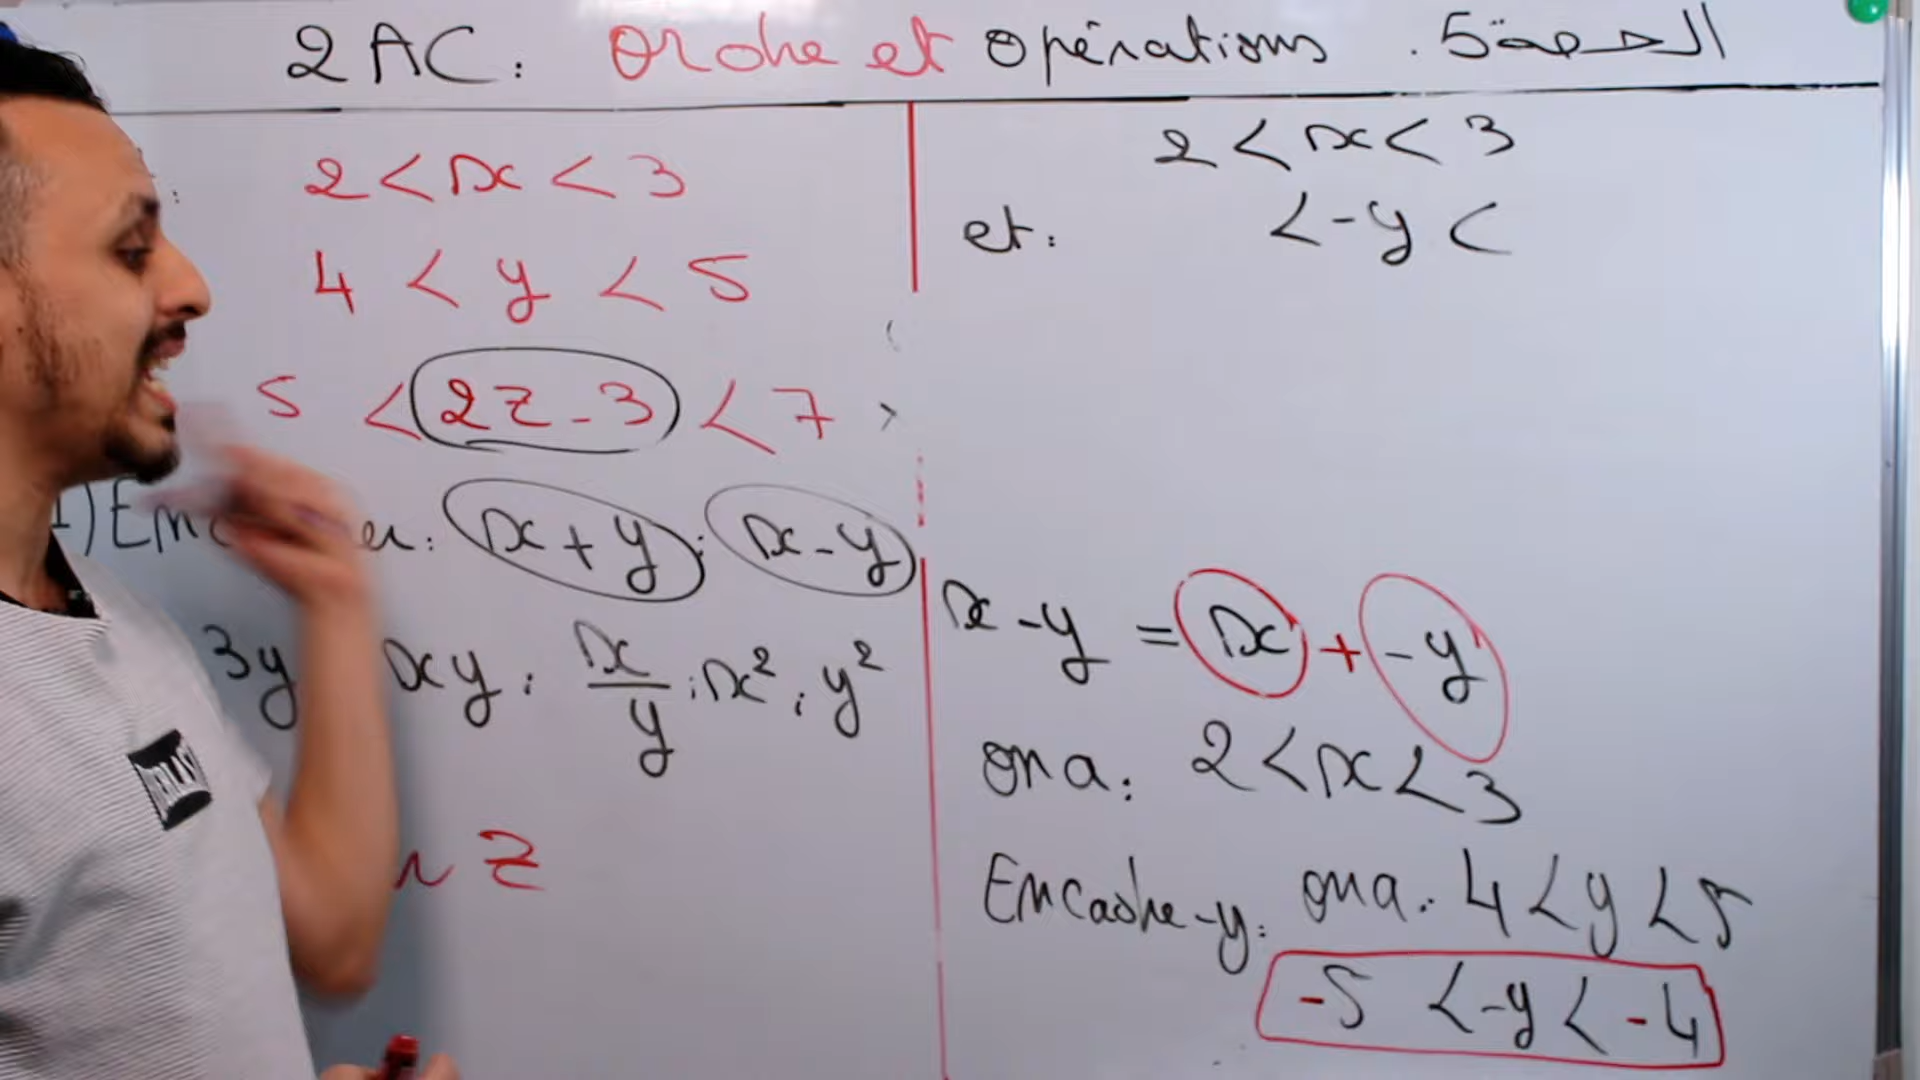 2AC: Ordre et Opérations. الحصة 5
2 < x < 3
4 < y < 5
5 < 2z - 3 < 7
x + y ; x - y
3y xy ; x/y ; x² ; y²
z
2 < x < 3
et: < -y <
x - y = x + -y
on a: 2 < x < 3
Encadre -y: on a: 4 < y < 5
-5 < -y < -4